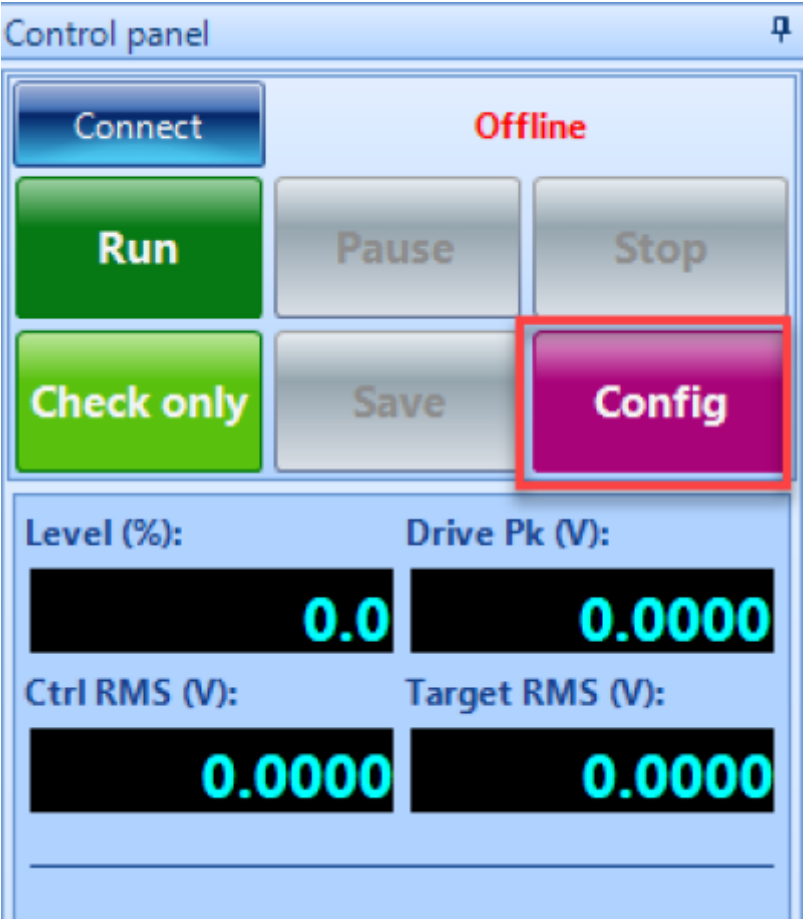 Control panel
Connect Offline
Run Pause Stop
Check only Save Config
Level (%): Drive Pk (V):
0.0 0.0000
Ctrl RMS (V): Target RMS (V):
0.0000 0.0000